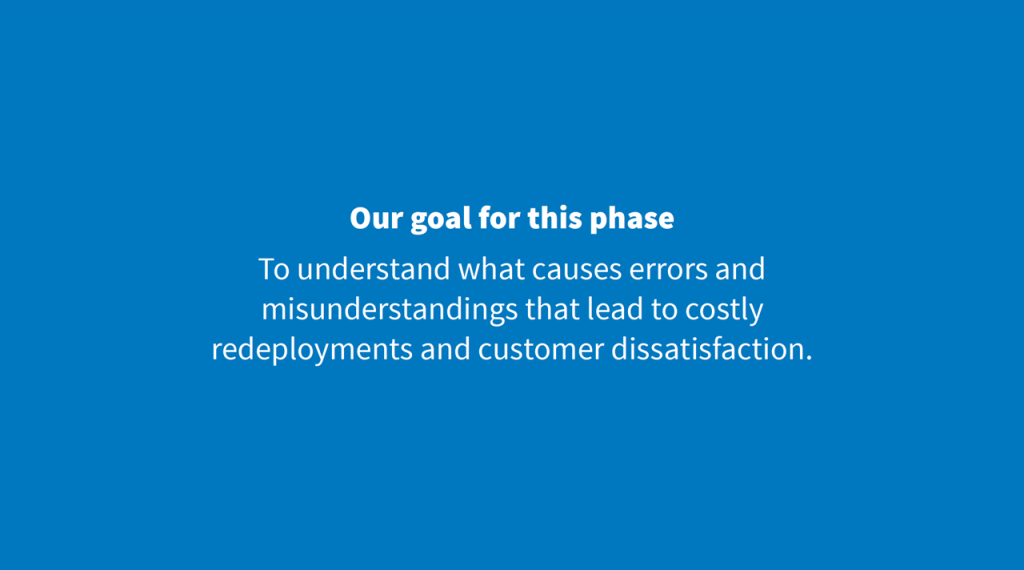 Our goal for this phase
To understand what causes errors and
misunderstandings that lead to costly
redeployments and customer dissatisfaction.